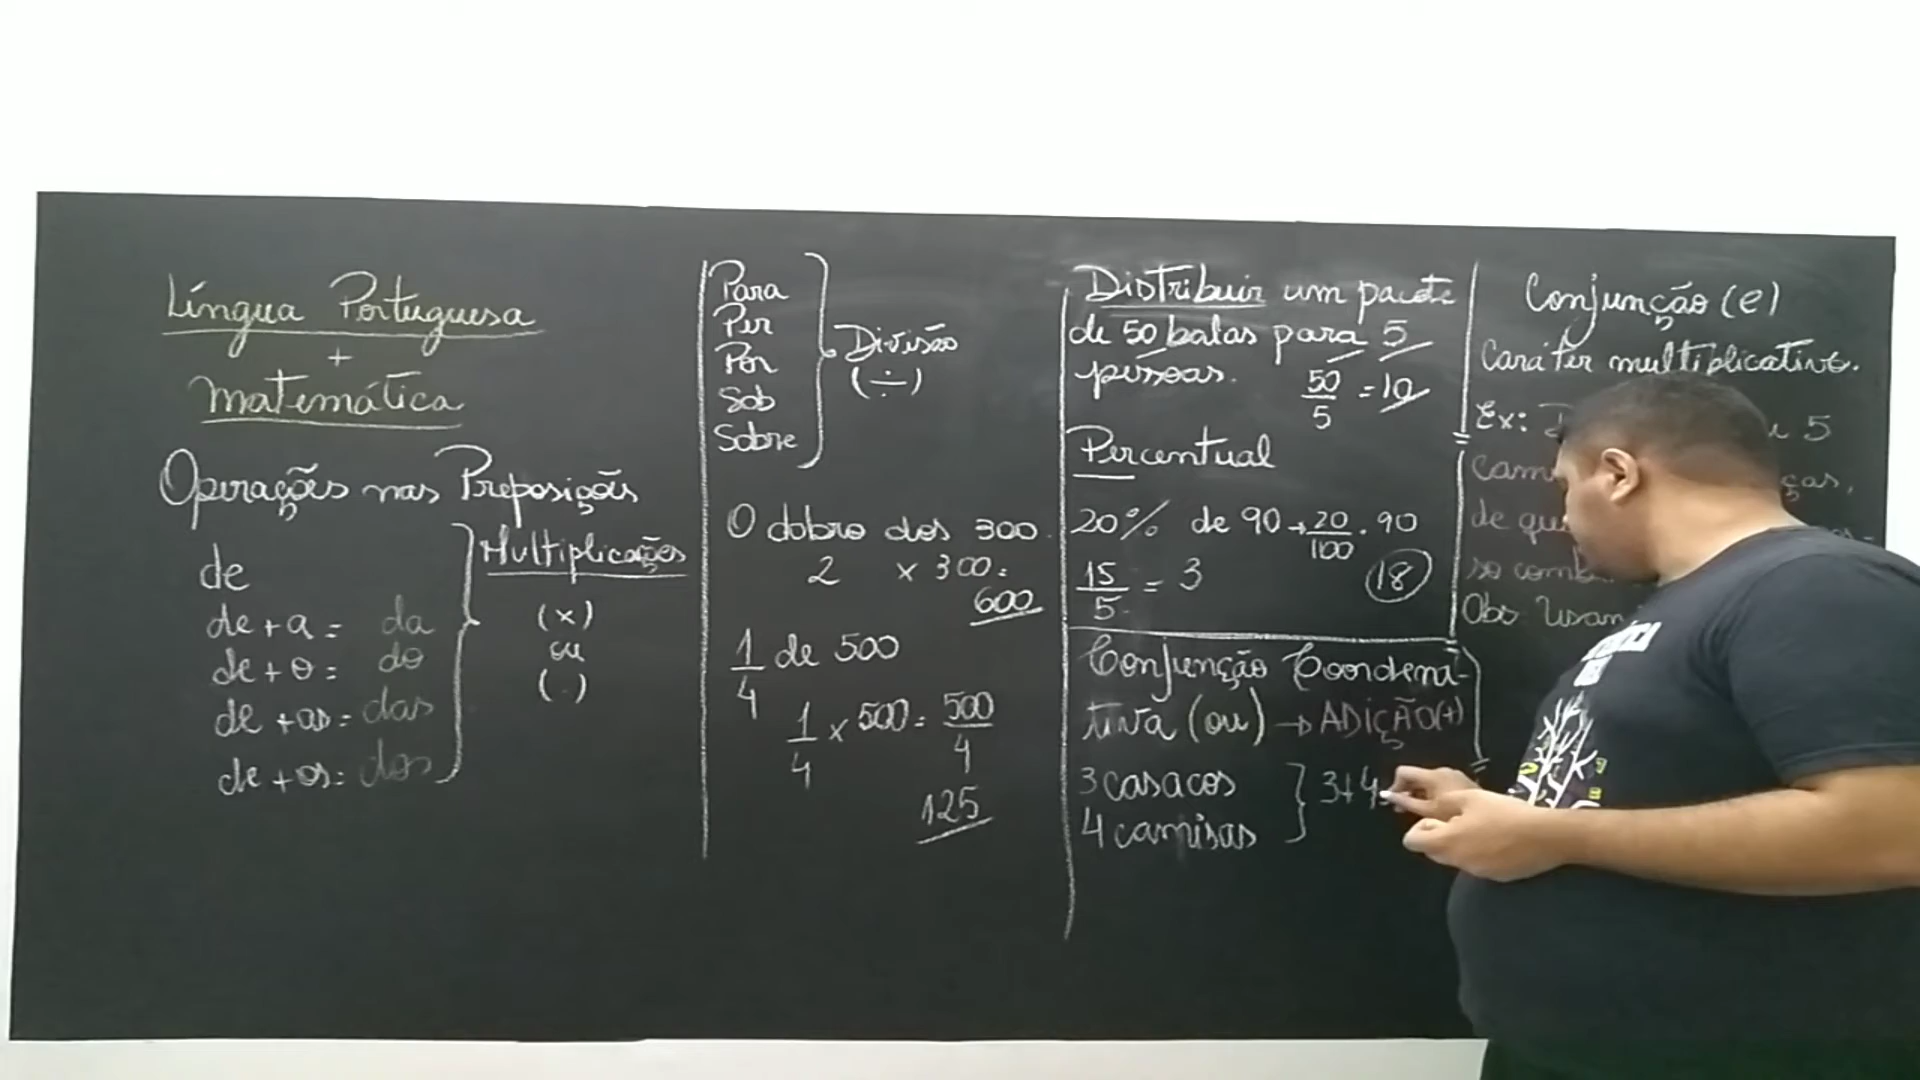 Língua Portuguesa
+
Matemática
Operações nas Preposições
de
de + a = da
de + o = do
de + as = das
de + os = dos
Multiplicações
(x)
ou
(.)
Para
Per
Por
Sob
Sobre
Divisão
(÷)
O dobro dos 300
2 x 300 =
600
1/4 de 500
1/4 x 500 = 500/4
125
Distribuir um pacote
de 50 balas para 5
pessoas.
50/5 = 10
Percentual
20% de 90 → 20/100 . 90
18
15/5 = 3
Conjunção Coordena-
tiva (ou) → ADIÇÃO(+)
3 casacos
4 camisas
3+4
Conjunção (e)
Caráter multiplicativo.
Ex: 5
de
Obs